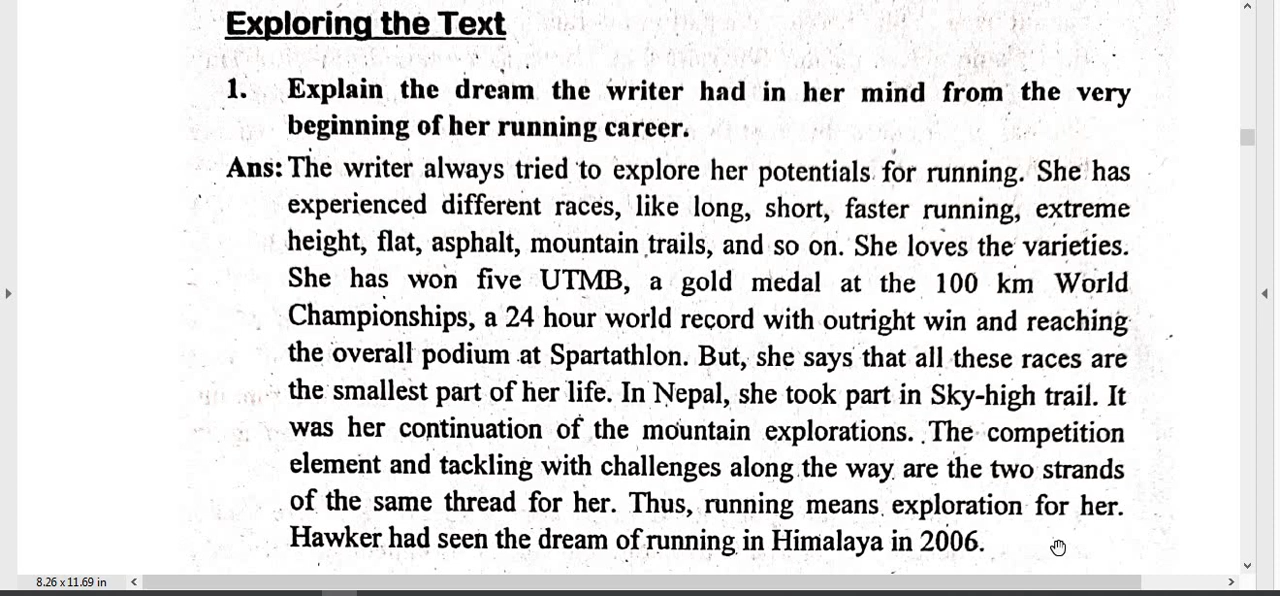 Exploring the Text
1. Explain the dream the writer had in her mind from the very
beginning of her running career.
Ans: The writer always tried to explore her potentials for running. She has
experienced different races, like long, short, faster running, extreme
height, flat, asphalt, mountain trails, and so on. She loves the varieties.
She has won five UTMB, a gold medal at the 100 km World
Championships, a 24 hour world record with outright win and reaching
the overall podium at Spartathlon. But, she says that all these races are
the smallest part of her life. In Nepal, she took part in Sky-high trail. It
was her continuation of the mountain explorations. The competition
element and tackling with challenges along the way are the two strands
of the same thread for her. Thus, running means exploration for her.
Hawker had seen the dream of running in Himalaya in 2006.
8.26 x 11.69 in